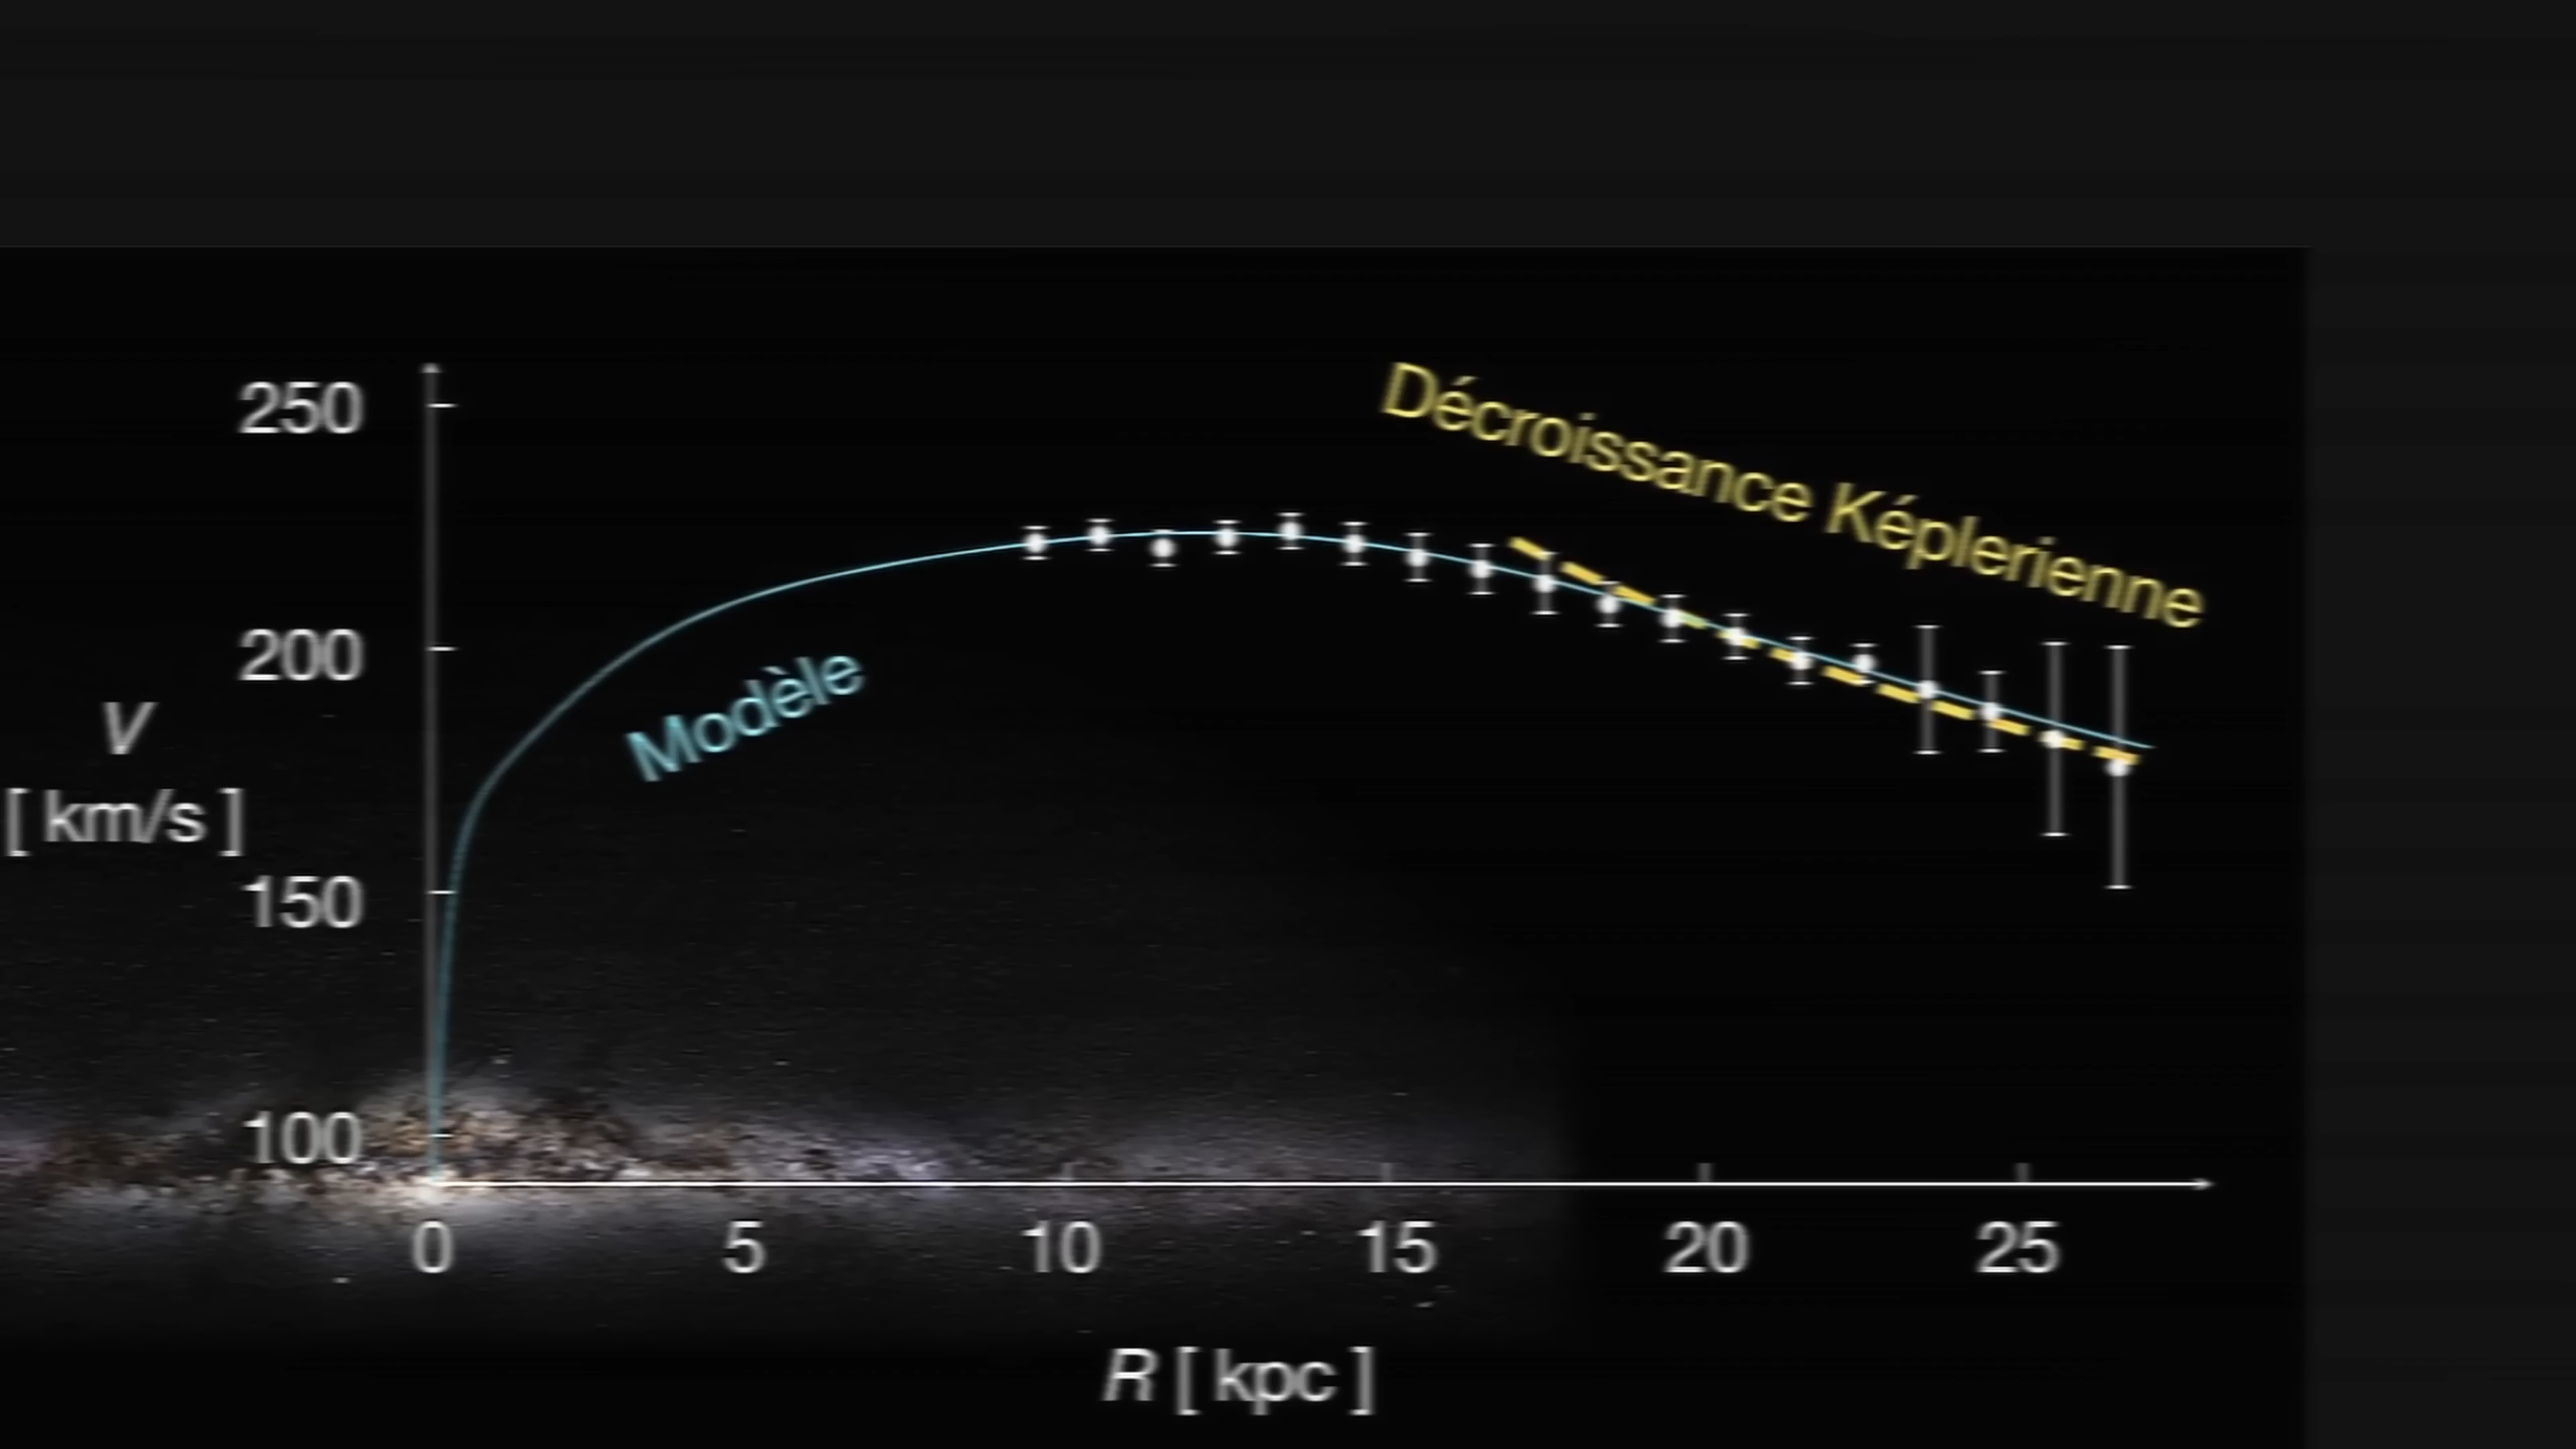 Décroissance Képlerienne
Modèle
V
[ km/s ]
250
200
150
100
0 5 10 15 20 25
R [ kpc ]